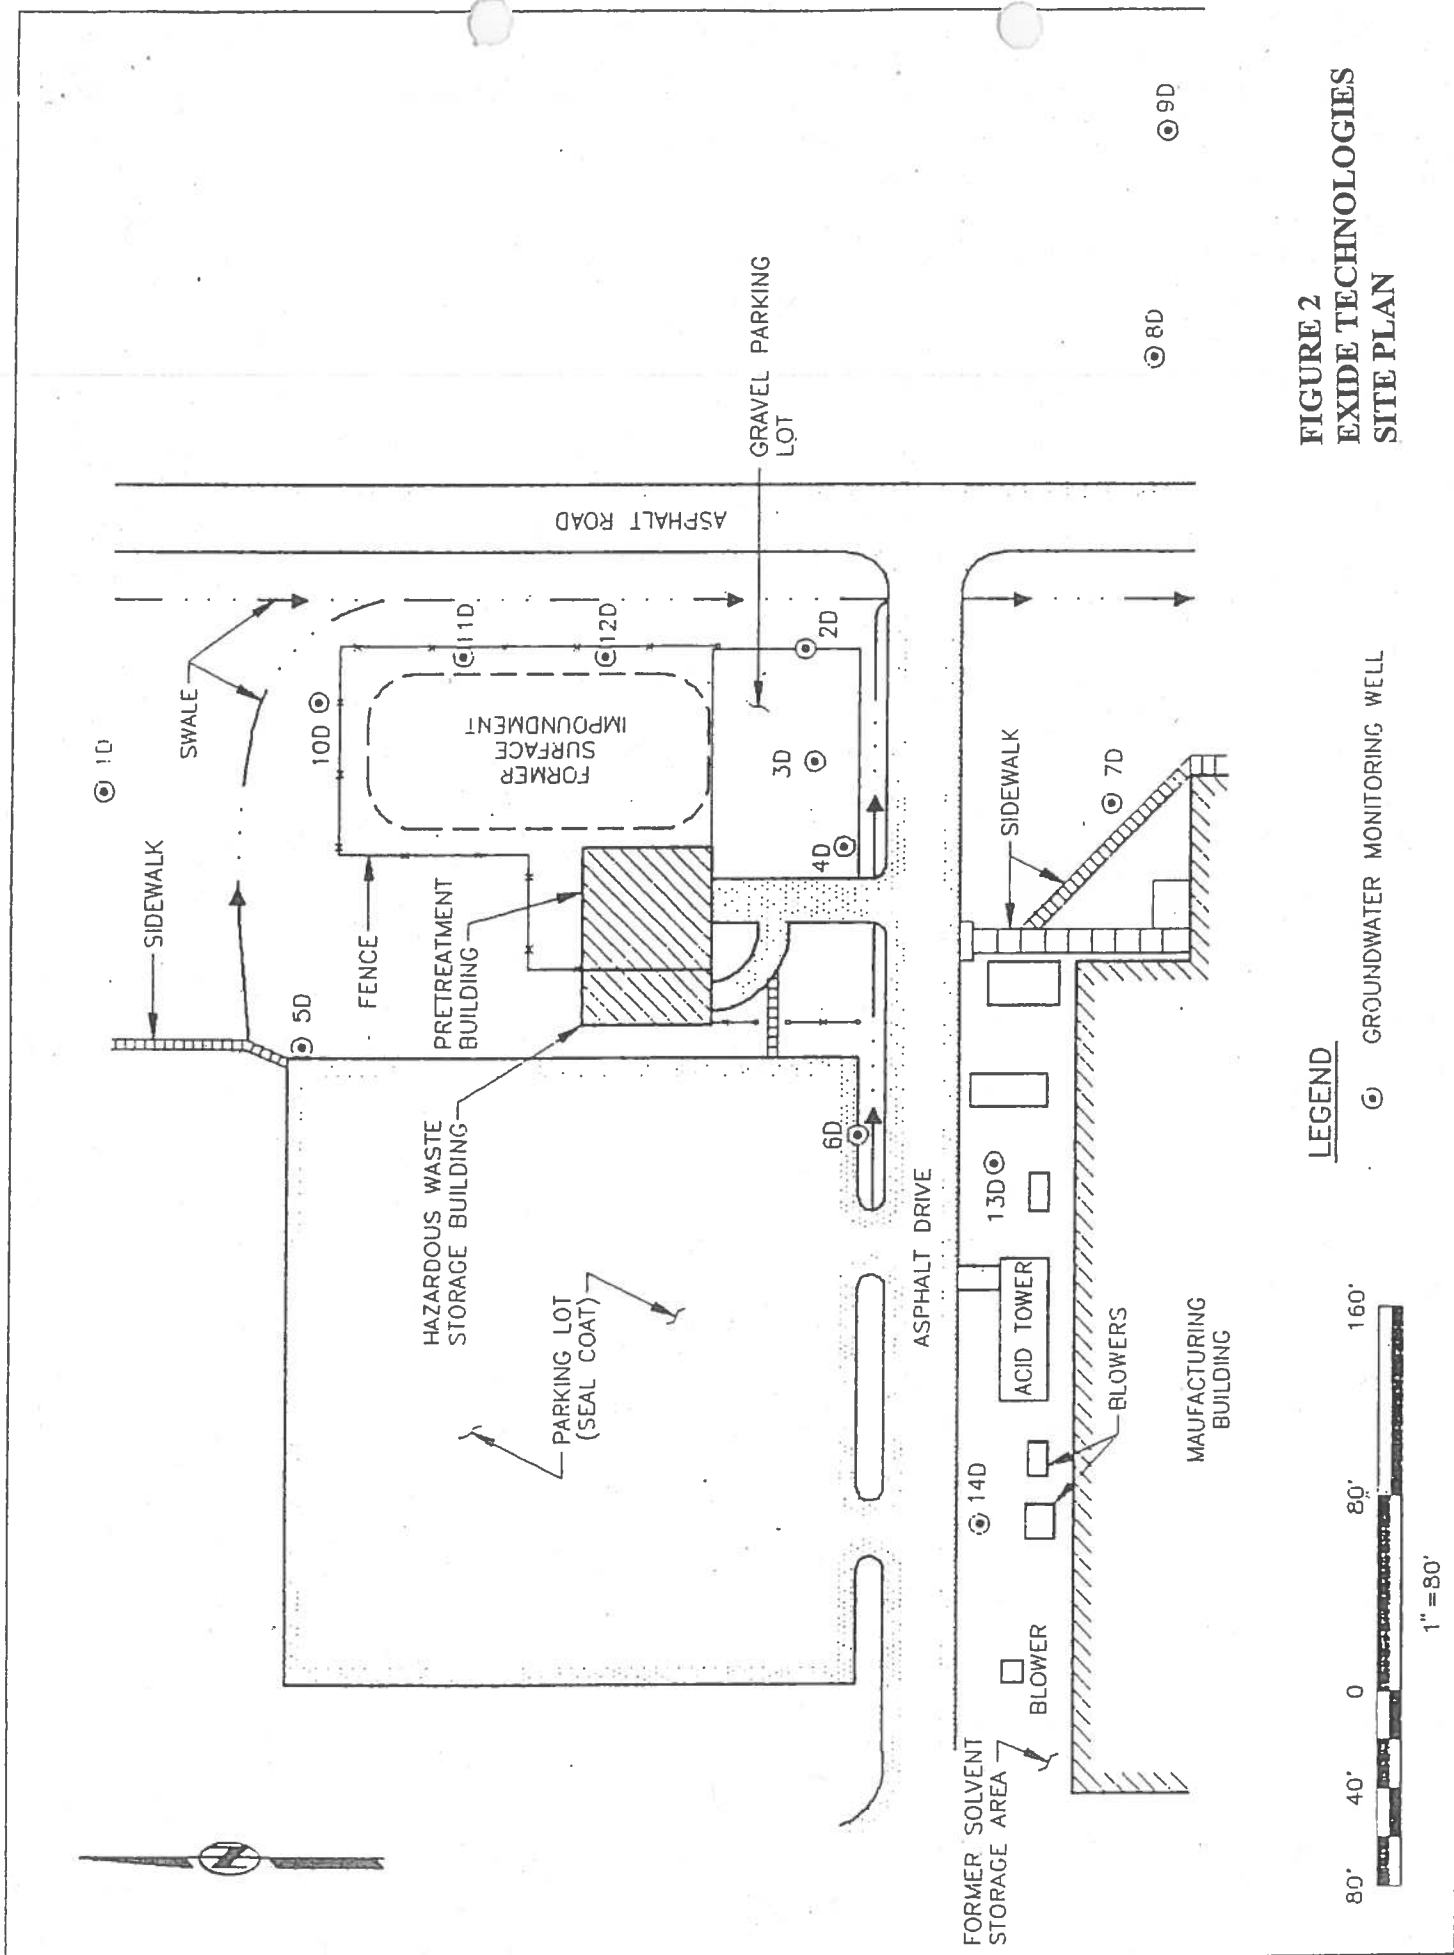 1D
SWALE
SIDEWALK
10D
11D
12D
FORMER
SURFACE
IMPOUNDMENT
ASPHALT ROAD
GRAVEL PARKING
LOT
9D
8D
5D
FENCE
PRETREATMENT
BUILDING
HAZARDOUS WASTE
STORAGE BUILDING
3D
2D
4D
6D
PARKING LOT
(SEAL COAT)
ASPHALT DRIVE
SIDEWALK
7D
13D
ACID TOWER
14D
BLOWERS
BLOWER
MAUFACTURING
BUILDING
FORMER SOLVENT
STORAGE AREA
N
LEGEND
GROUNDWATER MONITORING WELL
80'
40'
0
80'
160'
1"=80'
FIGURE 2
EXIDE TECHNOLOGIES
SITE PLAN